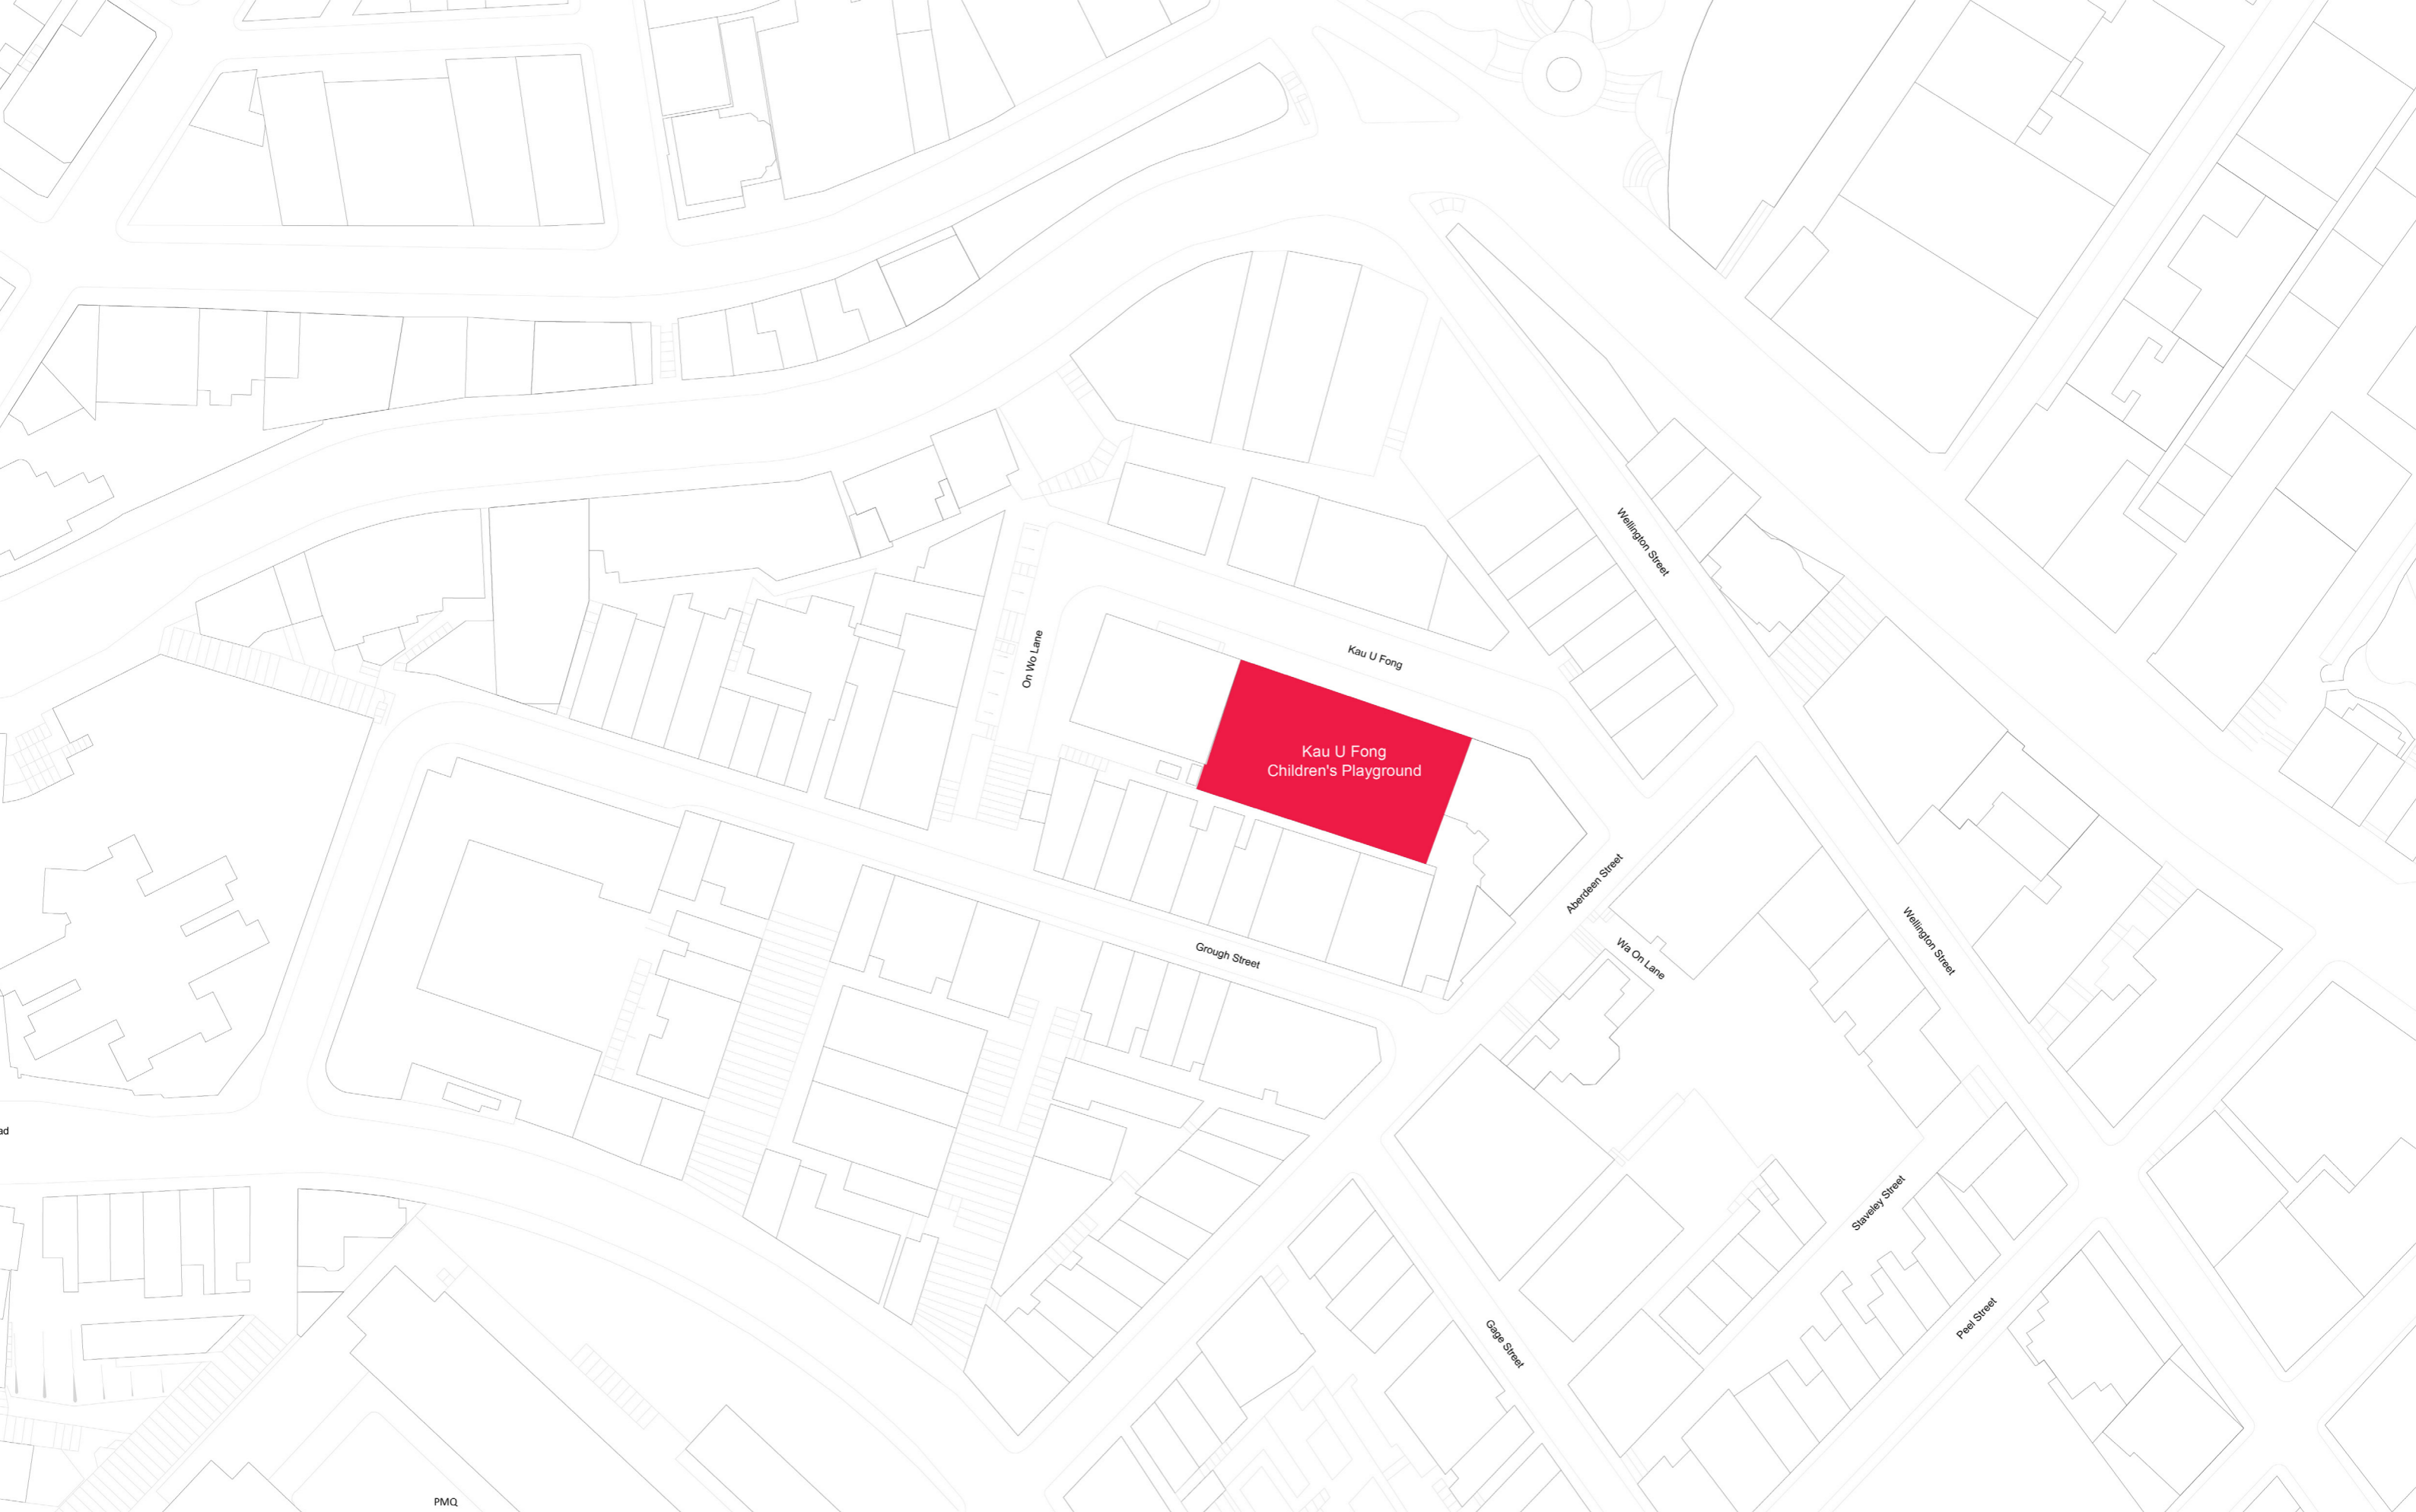 Wellington Street
Kau U Fong
On Wo Lane
Kau U Fong
Children's Playground
Aberdeen Street
Wa On Lane
Wellington Street
Grough Street
ad
Staveley Street
Gage Street
Peel Street
PMQ